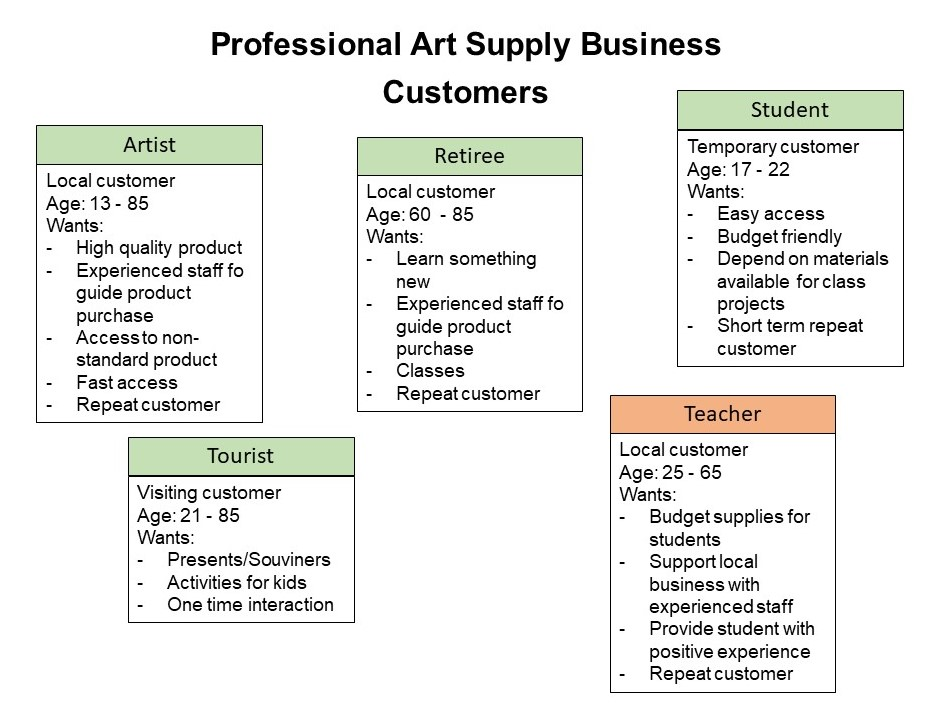 Professional Art Supply Business
Customers
Artist
Local customer
Age: 13 - 85
Wants:
- High quality product
- Experienced staff fo
guide product
purchase
- Access to non-
standard product
- Fast access
- Repeat customer
Retiree
Local customer
Age: 60 - 85
Wants:
- Learn something
new
- Experienced staff fo
guide product
purchase
- Classes
- Repeat customer
Student
Temporary customer
Age: 17 - 22
Wants:
- Easy access
- Budget friendly
- Depend on materials
available for class
projects
- Short term repeat
customer
Tourist
Visiting customer
Age: 21 - 85
Wants:
- Presents/Souviners
- Activities for kids
- One time interaction
Teacher
Local customer
Age: 25 - 65
Wants:
- Budget supplies for
students
- Support local
business with
experienced staff
- Provide student with
positive experience
- Repeat customer